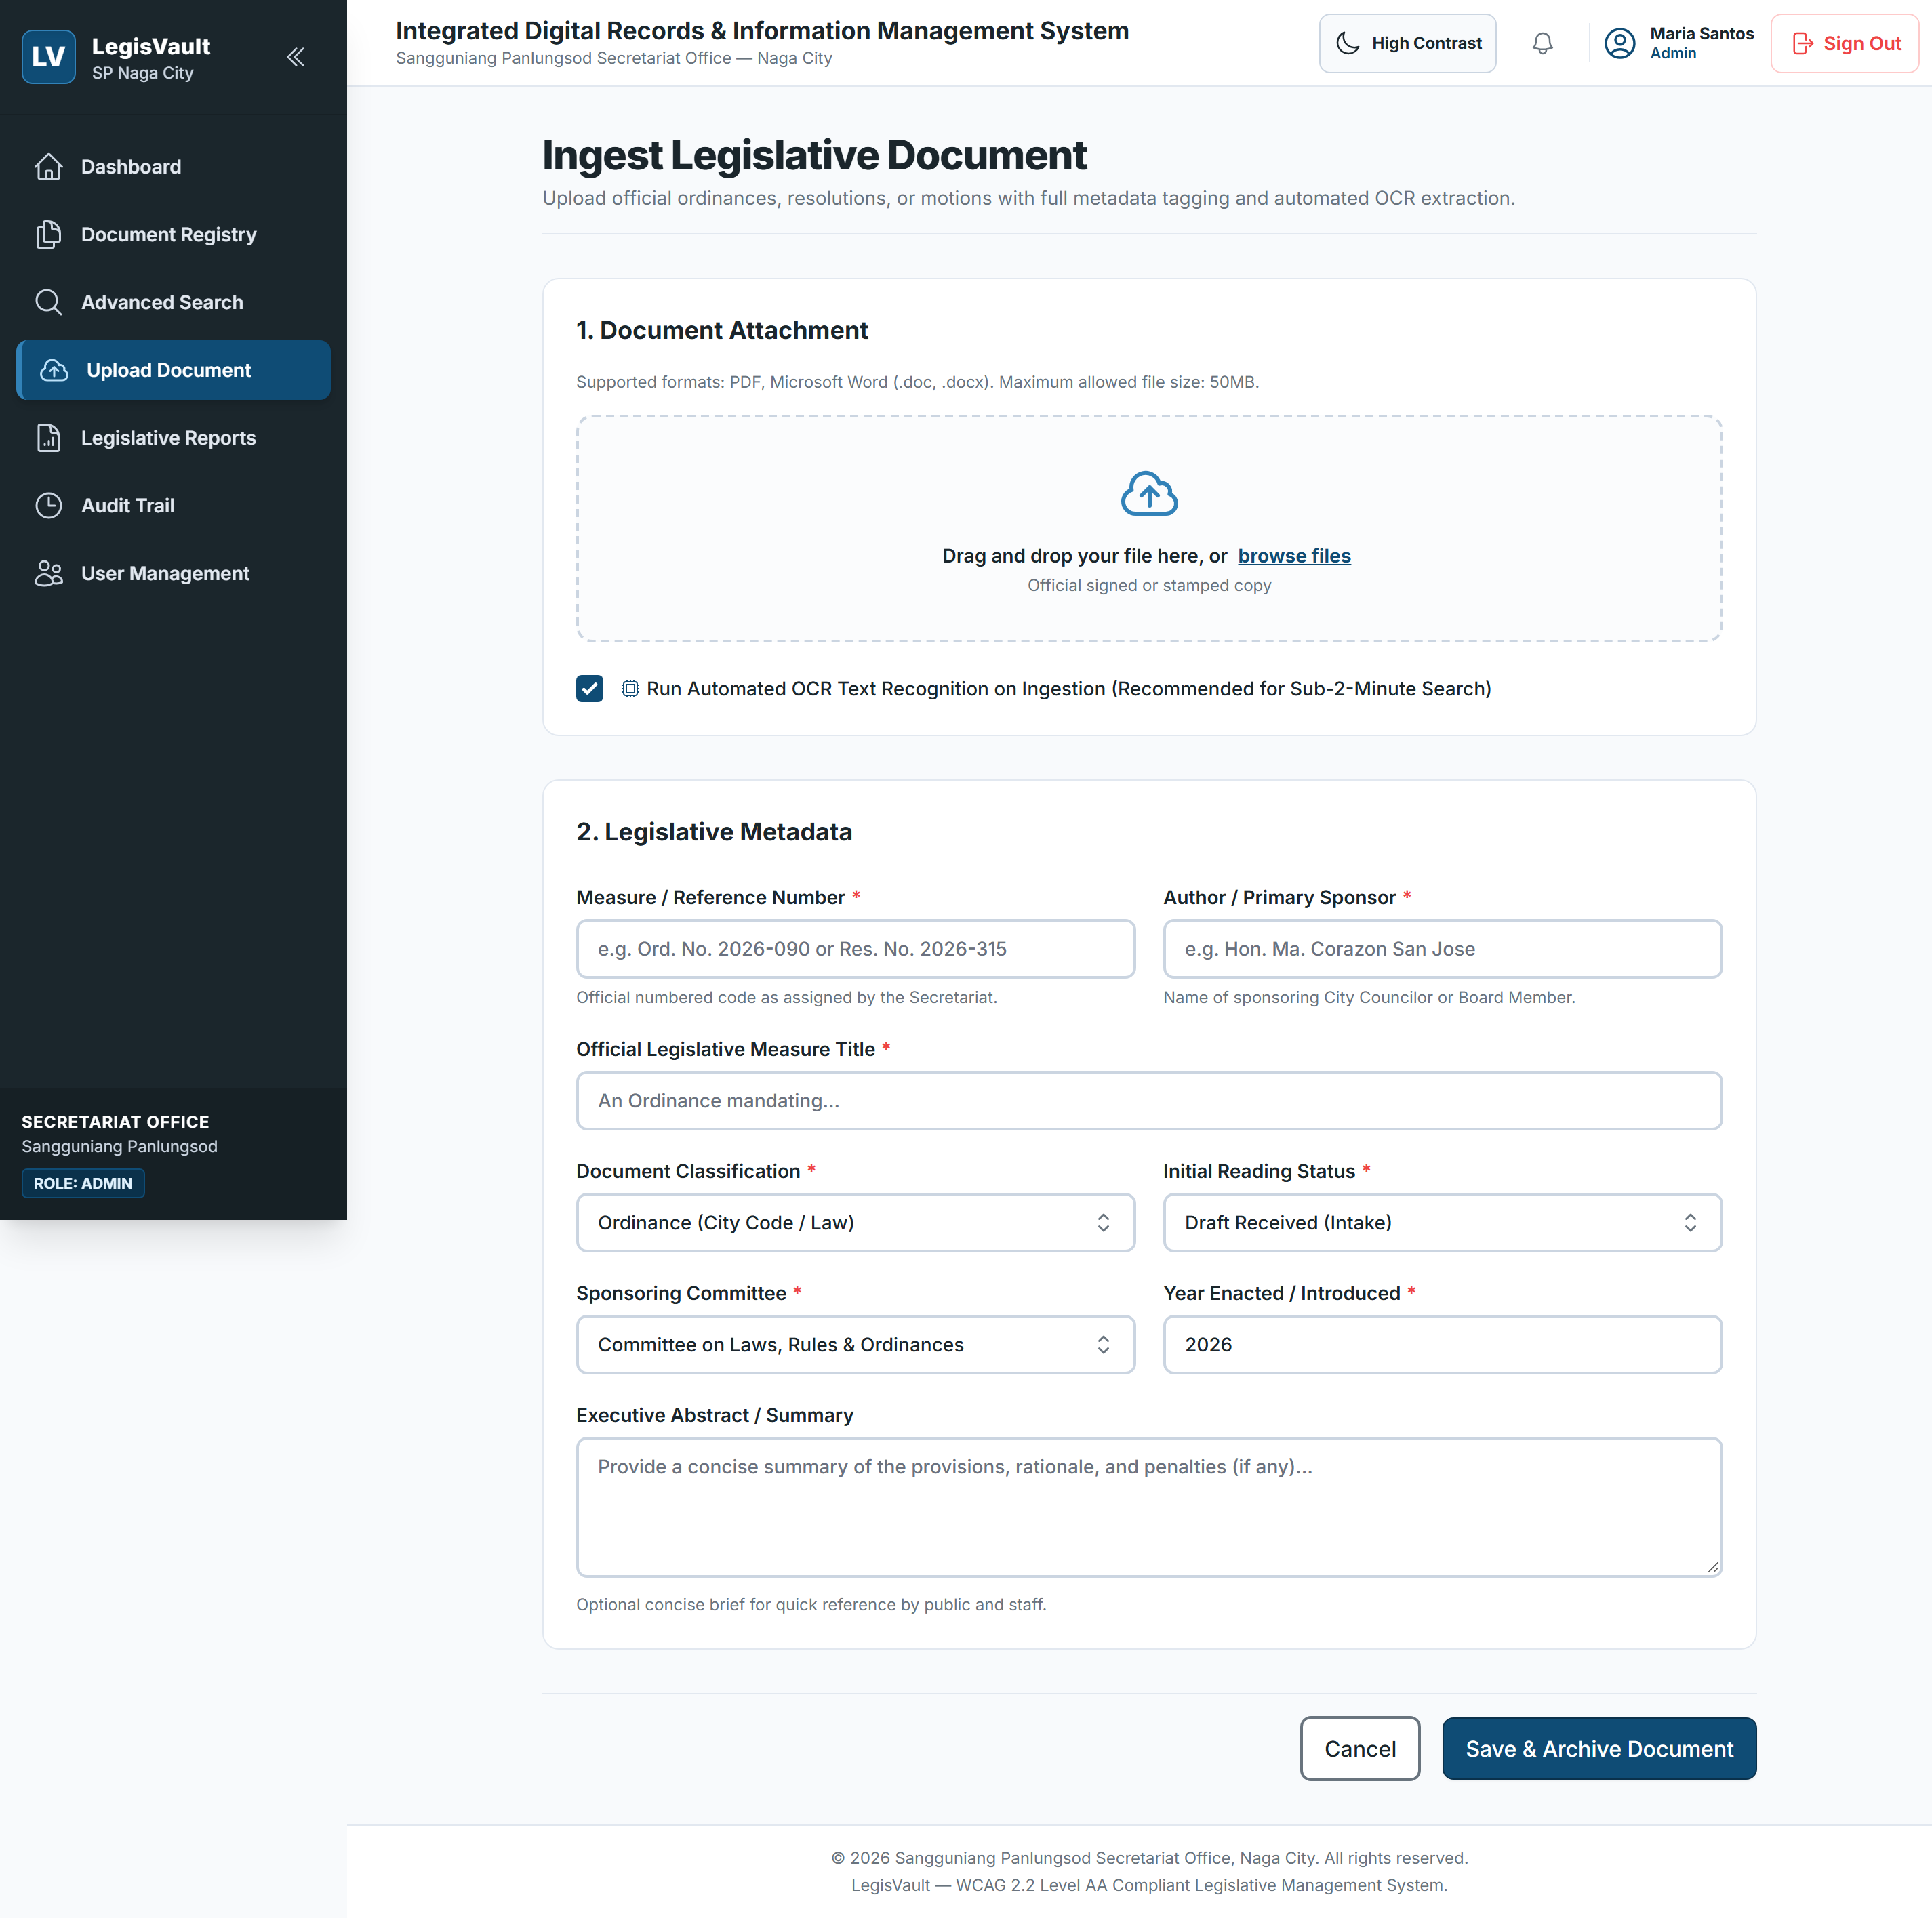 LV
LegisVault
SP Naga City
Dashboard
Document Registry
Advanced Search
Upload Document
Legislative Reports
Audit Trail
User Management
SECRETARIAT OFFICE
Sangguniang Panlungsod
ROLE: ADMIN
Integrated Digital Records & Information Management System
Sangguniang Panlungsod Secretariat Office — Naga City
High Contrast
Maria Santos
Admin
Sign Out
Ingest Legislative Document
Upload official ordinances, resolutions, or motions with full metadata tagging and automated OCR extraction.
1. Document Attachment
Supported formats: PDF, Microsoft Word (.doc, .docx). Maximum allowed file size: 50MB.
Drag and drop your file here, or browse files
Official signed or stamped copy
Run Automated OCR Text Recognition on Ingestion (Recommended for Sub-2-Minute Search)
2. Legislative Metadata
Measure / Reference Number *
e.g. Ord. No. 2026-090 or Res. No. 2026-315
Official numbered code as assigned by the Secretariat.
Author / Primary Sponsor *
e.g. Hon. Ma. Corazon San Jose
Name of sponsoring City Councilor or Board Member.
Official Legislative Measure Title *
An Ordinance mandating...
Document Classification *
Ordinance (City Code / Law)
Initial Reading Status *
Draft Received (Intake)
Sponsoring Committee *
Committee on Laws, Rules & Ordinances
Year Enacted / Introduced *
2026
Executive Abstract / Summary
Provide a concise summary of the provisions, rationale, and penalties (if any)...
Optional concise brief for quick reference by public and staff.
Cancel
Save & Archive Document
© 2026 Sangguniang Panlungsod Secretariat Office, Naga City. All rights reserved.
LegisVault — WCAG 2.2 Level AA Compliant Legislative Management System.